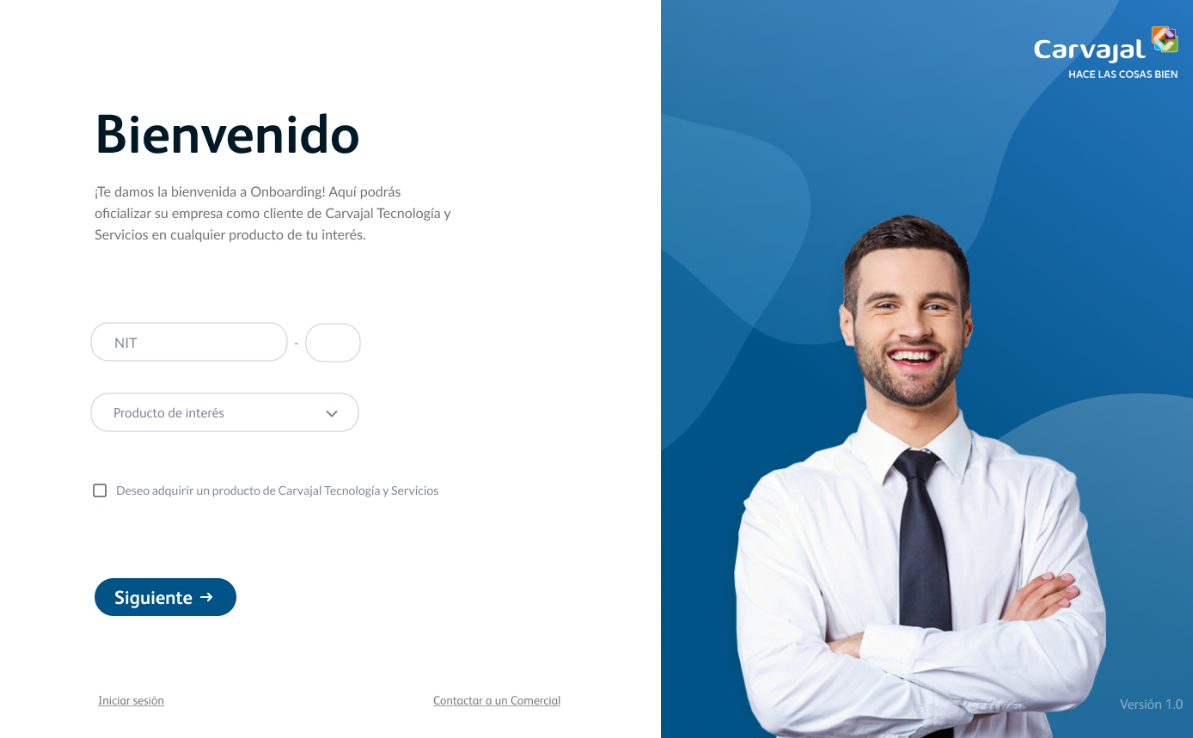 Carvajal
HACE LAS COSAS BIEN
Bienvenido
¡Te damos la bienvenida a Onboarding! Aquí podrás
oficializar su empresa como cliente de Carvajal Tecnología y
Servicios en cualquier producto de tu interés.
NIT -
Producto de interés
Deseo adquirir un producto de Carvajal Tecnología y Servicios
Siguiente →
Iniciar sesión
Contactar a un Comercial
Versión 1.0